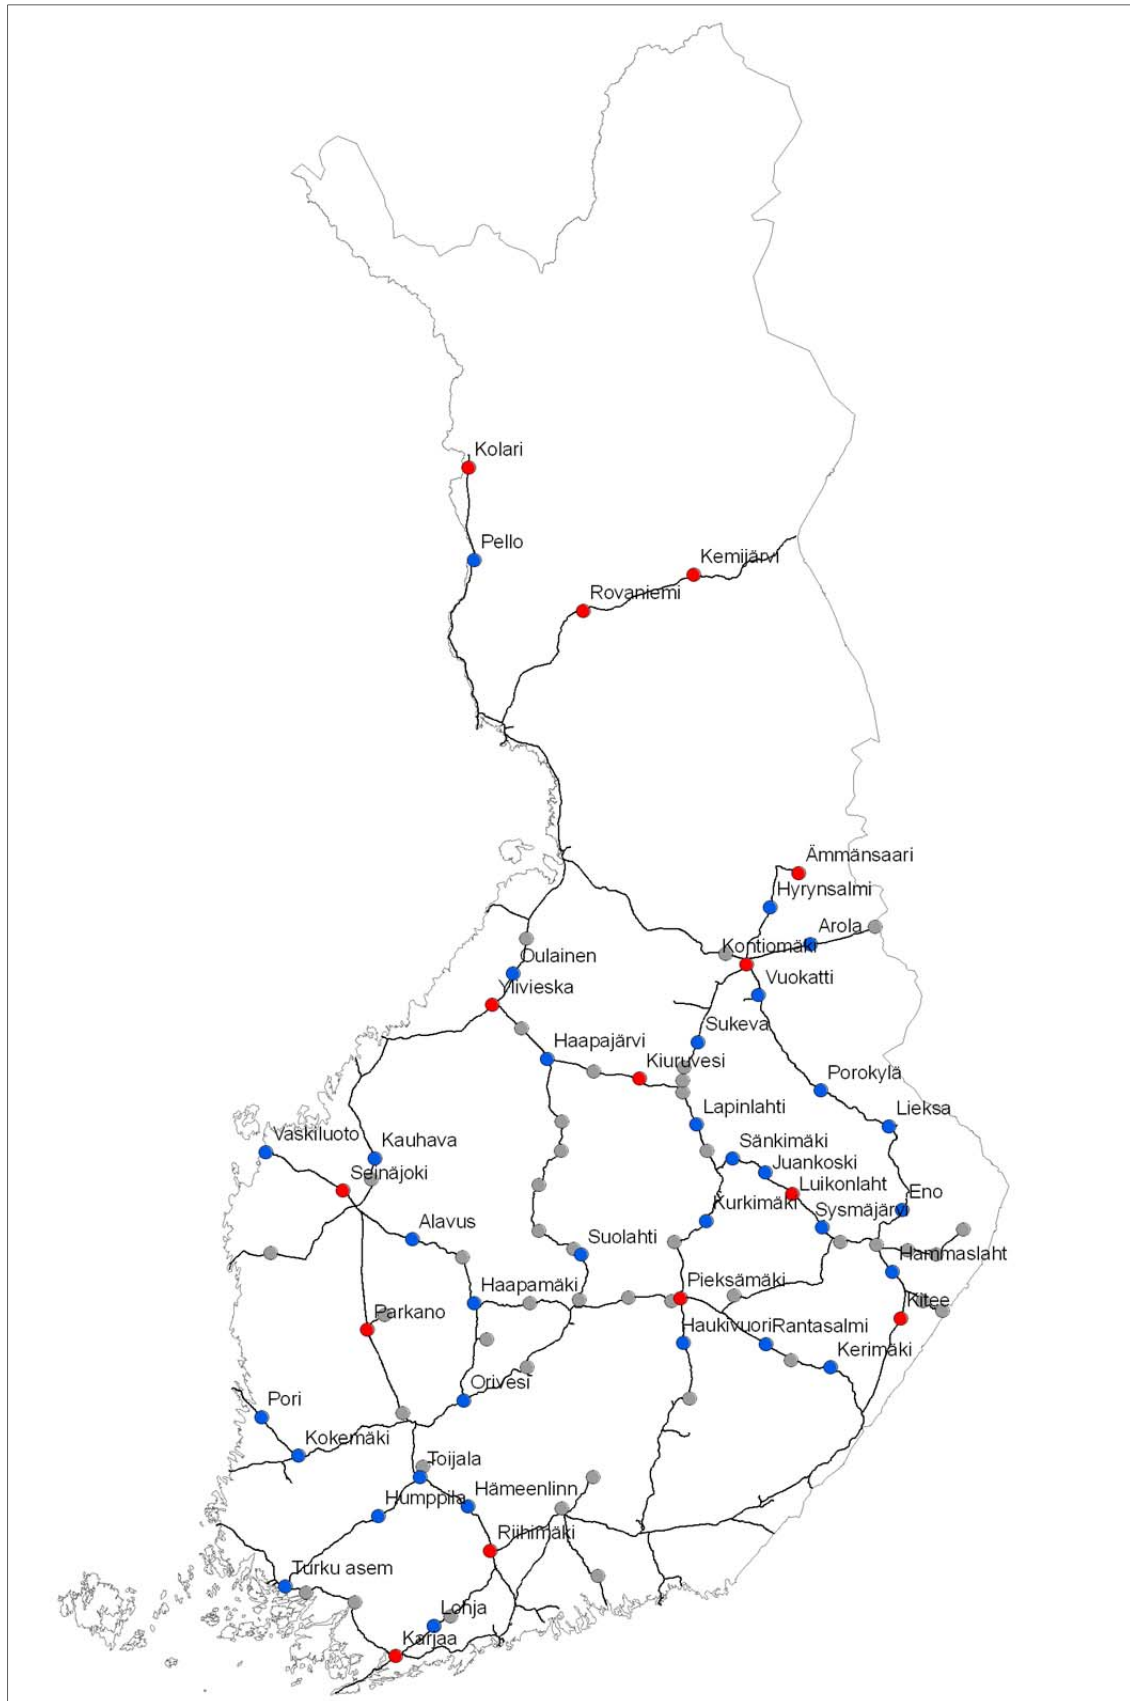 Kolari
Pello
Kemijärvi
Rovaniemi
Ämmänsaari
Hyrynsalmi
Arola
Kontiomäki
Oulainen
Vuokatti
Ylivieska
Sukeva
Haapajärvi
Kiuruvesi
Porokylä
Lapinlahti
Lieksa
Vaskiluoto
Kauhava
Sänkimäki
Seinäjoki
Juankoski
Luikonlaht
Eno
Kurkimäki
Sysmäjärvi
Alavus
Suolahti
Hammaslaht
Haapamäki
Pieksämäki
Kitee
Parkano
HaukivuoriRantasalmi
Kerimäki
Orivesi
Pori
Kokemäki
Toijala
Hämeenlinn
Humppila
Riihimäki
Turku asem
Lohja
Karjaa